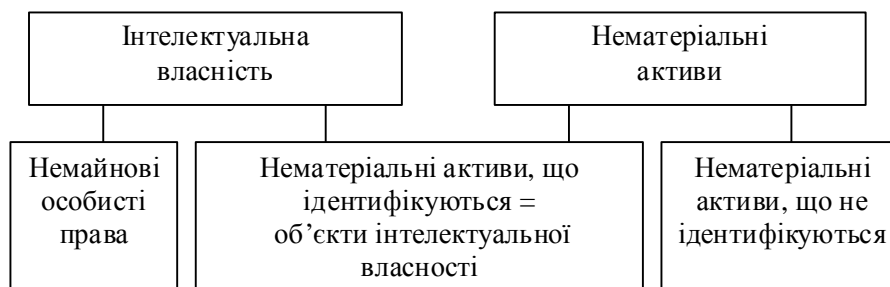 Інтелектуальна
власність
Нематеріальні
активи
Немайнові
особисті
права
Нематеріальні активи, що
ідентифікуються =
об’єкти інтелектуальної
власності
Нематеріальні
активи, що не
ідентифікуються